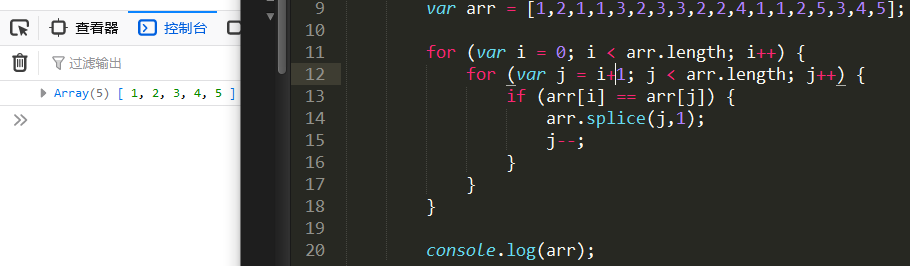 查看器 控制台
过滤输出
Array(5) [ 1, 2, 3, 4, 5 ]
9 var arr = [1,2,1,1,3,2,3,3,2,2,4,1,1,2,5,3,4,5];
10
11 for (var i = 0; i < arr.length; i++) {
12 for (var j = i+1; j < arr.length; j++) {
13 if (arr[i] == arr[j]) {
14 arr.splice(j,1);
15 j--;
16 }
17 }
18 }
19
20 console.log(arr);